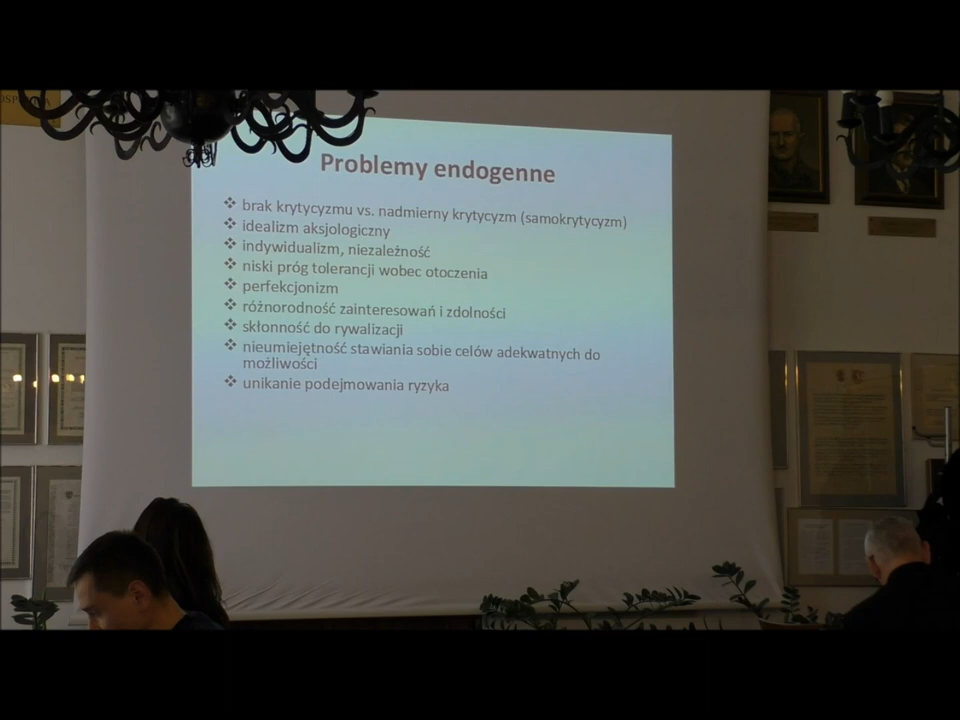 Problemy endogenne
❖ brak krytycyzmu vs. nadmierny krytycyzm (samokrytycyzm)
❖ idealizm aksjologiczny
❖ indywidualizm, niezależność
❖ niski próg tolerancji wobec otoczenia
❖ perfekcjonizm
❖ różnorodność zainteresowań i zdolności
❖ skłonność do rywalizacji
❖ nieumiejętność stawiania sobie celów adekwatnych do
możliwości
❖ unikanie podejmowania ryzyka